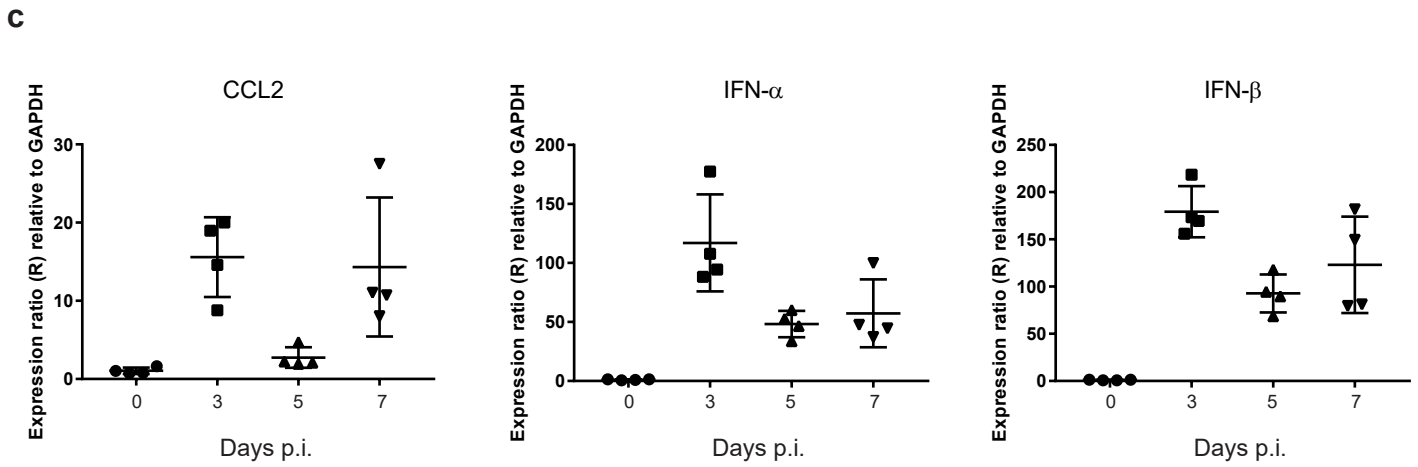 c
CCL2
Expression ratio (R) relative to GAPDH
30
20
10
0
0 3 5 7
Days p.i.
IFN-α
Expression ratio (R) relative to GAPDH
200
150
100
50
0
0 3 5 7
Days p.i.
IFN-β
Expression ratio (R) relative to GAPDH
250
200
150
100
50
0
0 3 5 7
Days p.i.